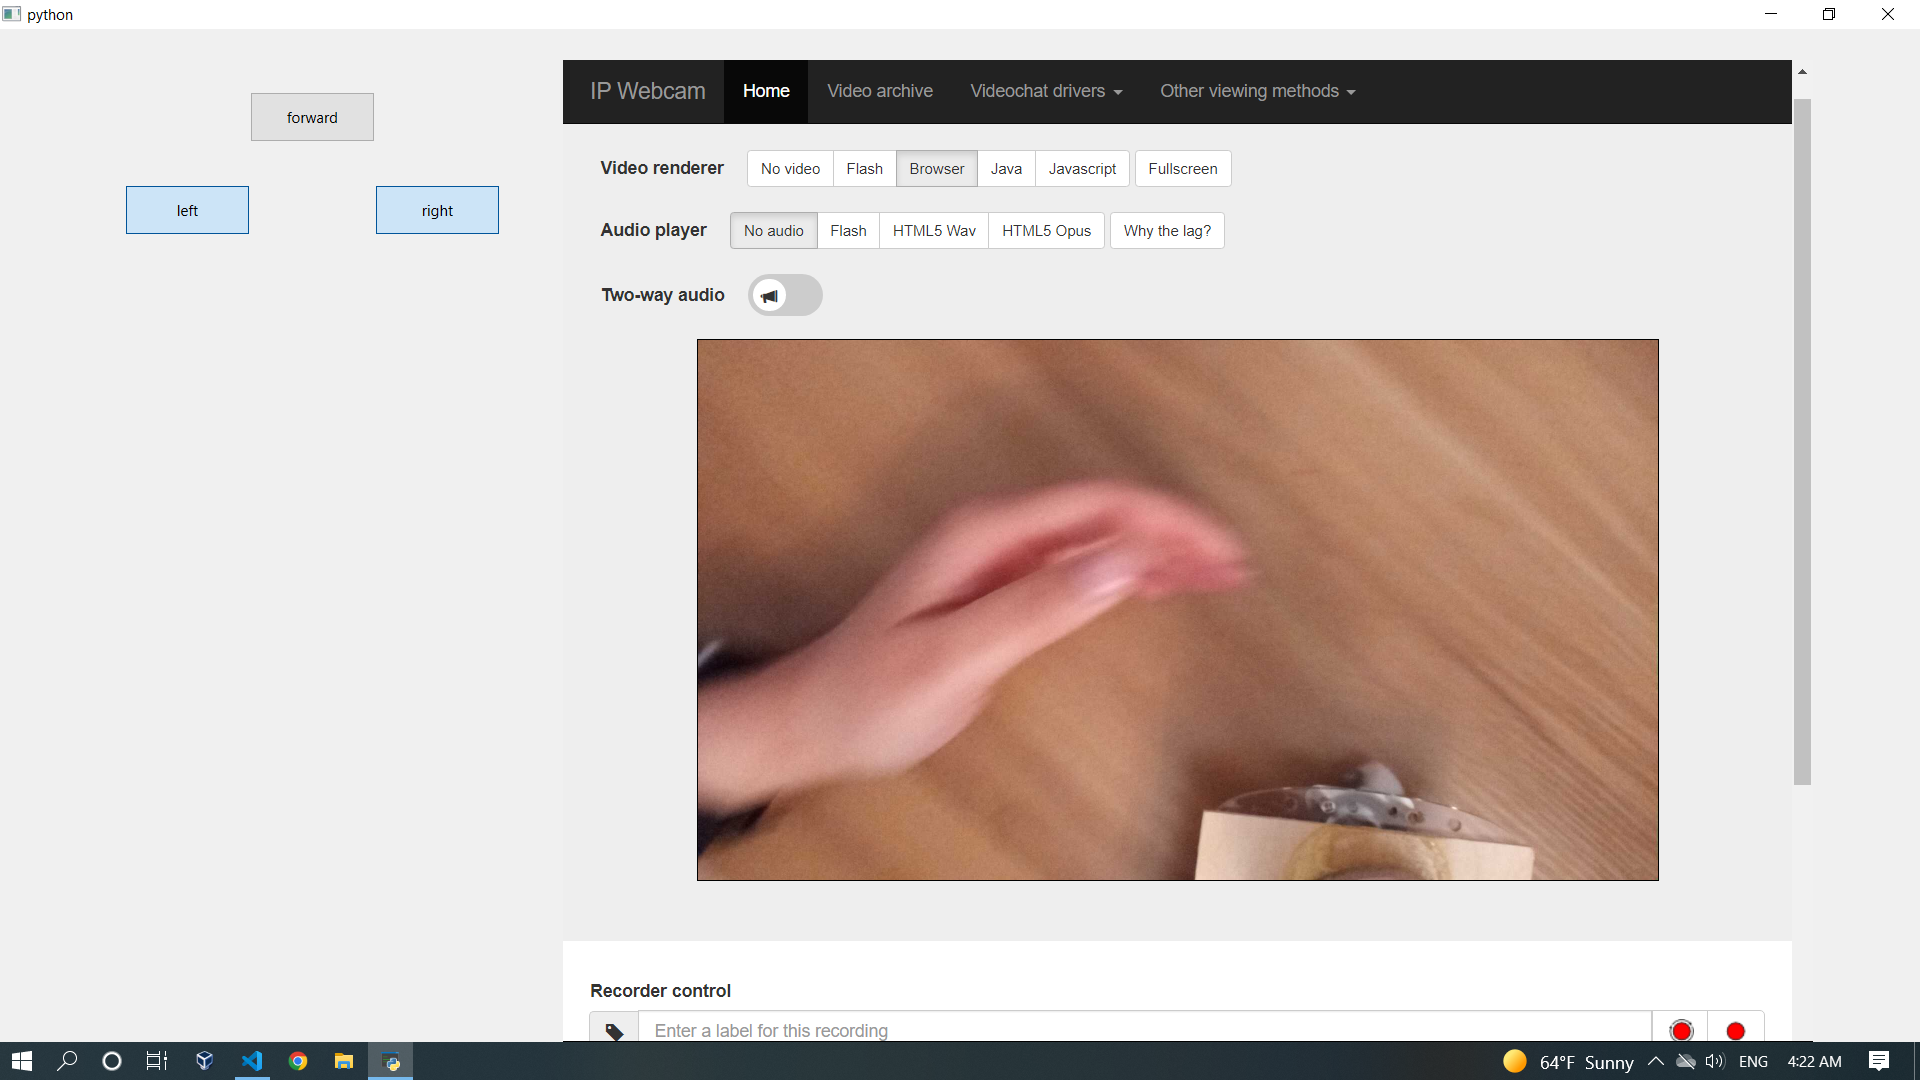 python
forward
left right
IP Webcam Home Video archive Videochat drivers Other viewing methods
Video renderer No video Flash Browser Java Javascript Fullscreen
Audio player No audio Flash HTML5 Wav HTML5 Opus Why the lag?
Two-way audio
Recorder control
Enter a label for this recording
64°F Sunny ENG 4:22 AM